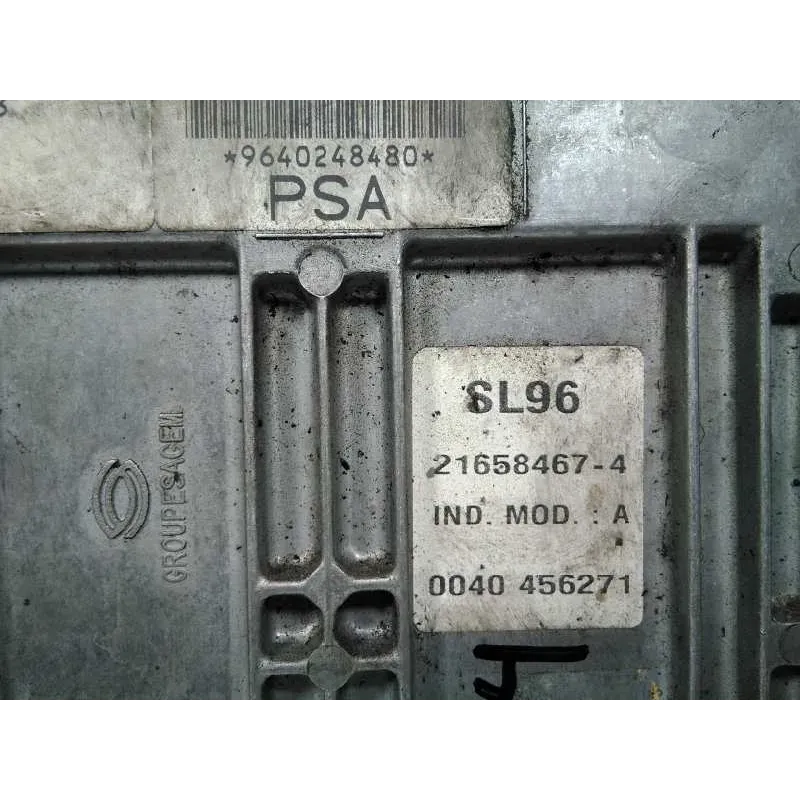 *9640248480*
PSA
SL96
21658467-4
IND. MOD. : A
0040 456271
GROUPESAGEM